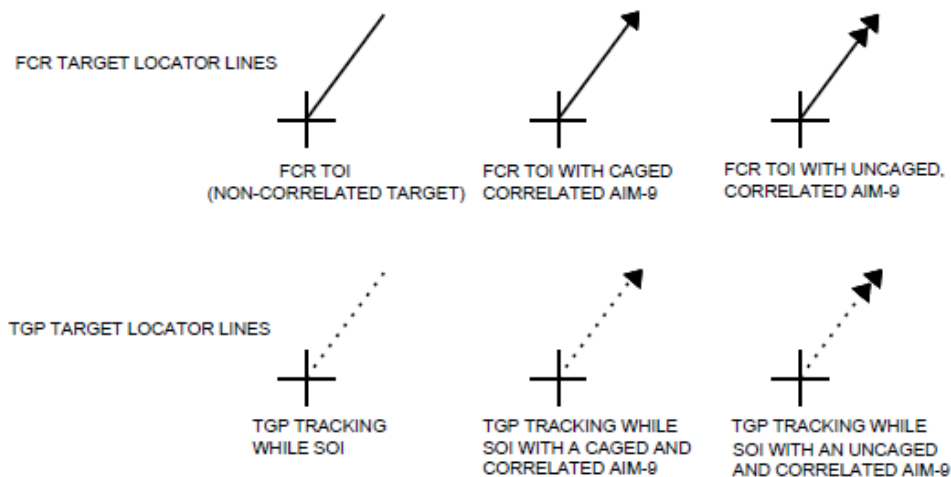 FCR TARGET LOCATOR LINES
FCR TOI
(NON-CORRELATED TARGET)
FCR TOI WITH CAGED
CORRELATED AIM-9
FCR TOI WITH UNCAGED,
CORRELATED AIM-9
TGP TARGET LOCATOR LINES
TGP TRACKING
WHILE SOI
TGP TRACKING WHILE
SOI WITH A CAGED AND
CORRELATED AIM-9
TGP TRACKING WHILE
SOI WITH AN UNCAGED
AND CORRELATED AIM-9